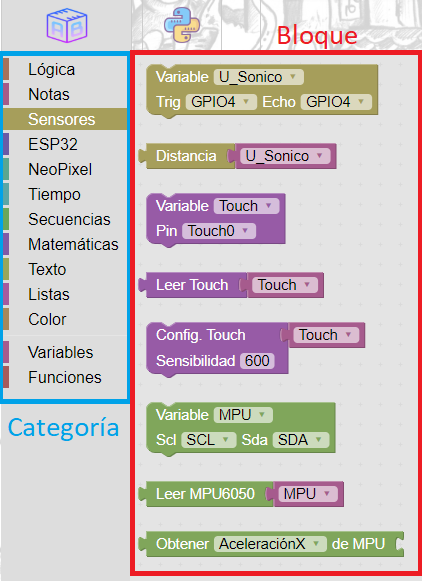 Bloque
Lógica
Notas
Sensores
ESP32
NeoPixel
Tiempo
Secuencias
Matemáticas
Texto
Listas
Color
Variables
Funciones
Categoría
Variable U_Sonico
Trig GPIO4 Echo GPIO4
Distancia U_Sonico
Variable Touch
Pin Touch0
Leer Touch Touch
Config. Touch Touch
Sensibilidad 600
Variable MPU
Scl SCL Sda SDA
Leer MPU6050 MPU
Obtener AceleraciónX de MPU